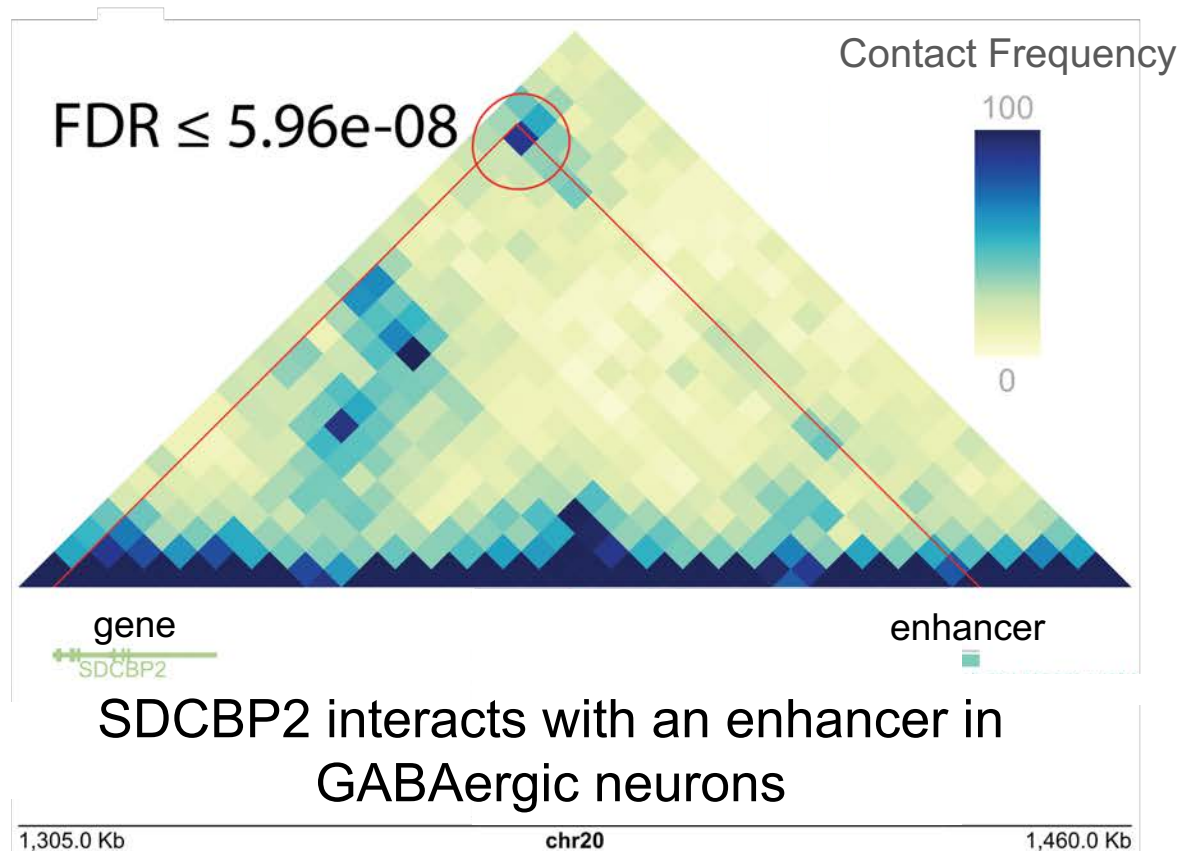 Contact Frequency
FDR ≤ 5.96e-08
100
0
gene
enhancer
SDCBP2
SDCBP2 interacts with an enhancer in
GABAergic neurons
1,305.0 Kb
chr20
1,460.0 Kb